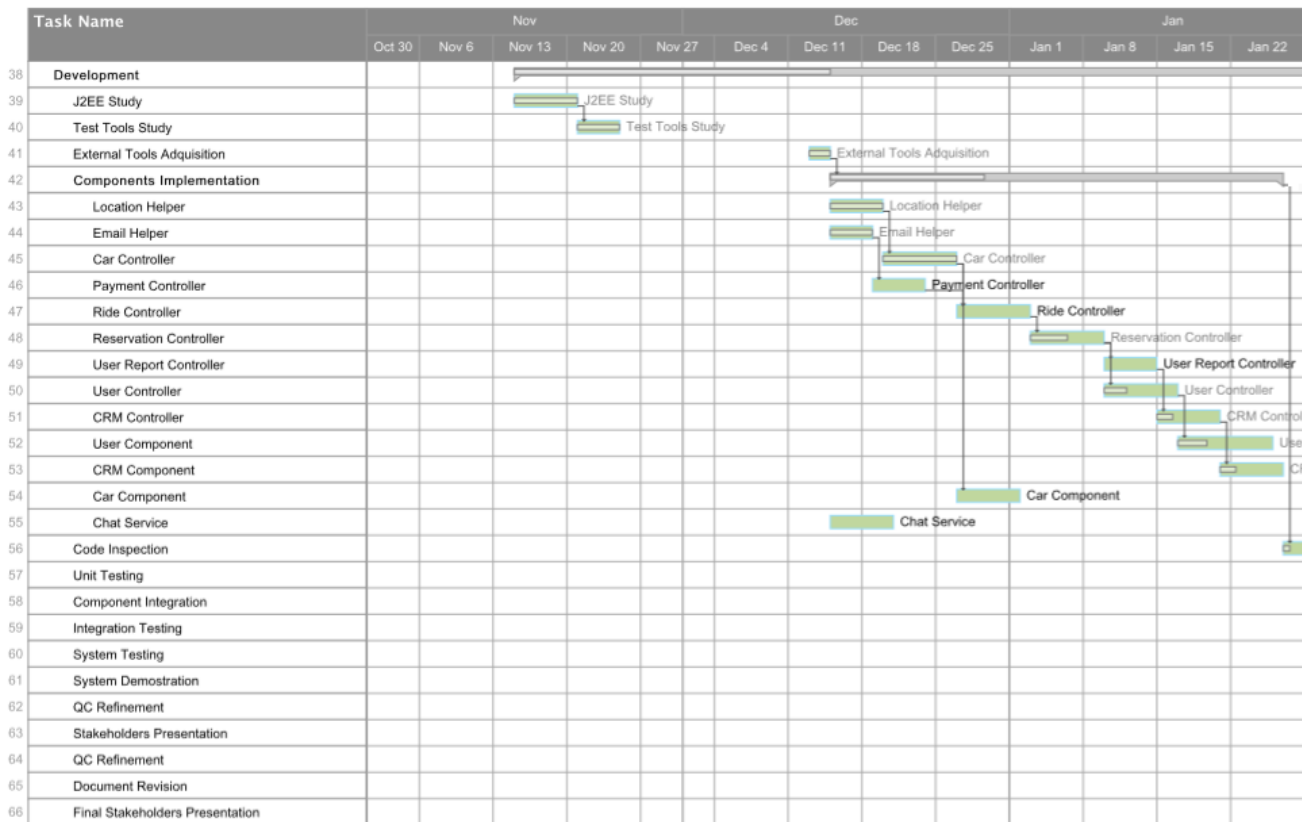 Task Name Nov Dec Jan
Oct 30 Nov 6 Nov 13 Nov 20 Nov 27 Dec 4 Dec 11 Dec 18 Dec 25 Jan 1 Jan 8 Jan 15 Jan 22
38 Development
39 J2EE Study J2EE Study
40 Test Tools Study Test Tools Study
41 External Tools Adquisition External Tools Adquisition
42 Components Implementation
43 Location Helper Location Helper
44 Email Helper Email Helper
45 Car Controller Car Controller
46 Payment Controller Payment Controller
47 Ride Controller Ride Controller
48 Reservation Controller Reservation Controller
49 User Report Controller User Report Controller
50 User Controller User Controller
51 CRM Controller CRM Contro
52 User Component Use
53 CRM Component
54 Car Component Car Component
55 Chat Service Chat Service
56 Code Inspection
57 Unit Testing
58 Component Integration
59 Integration Testing
60 System Testing
61 System Demostration
62 QC Refinement
63 Stakeholders Presentation
64 QC Refinement
65 Document Revision
66 Final Stakeholders Presentation